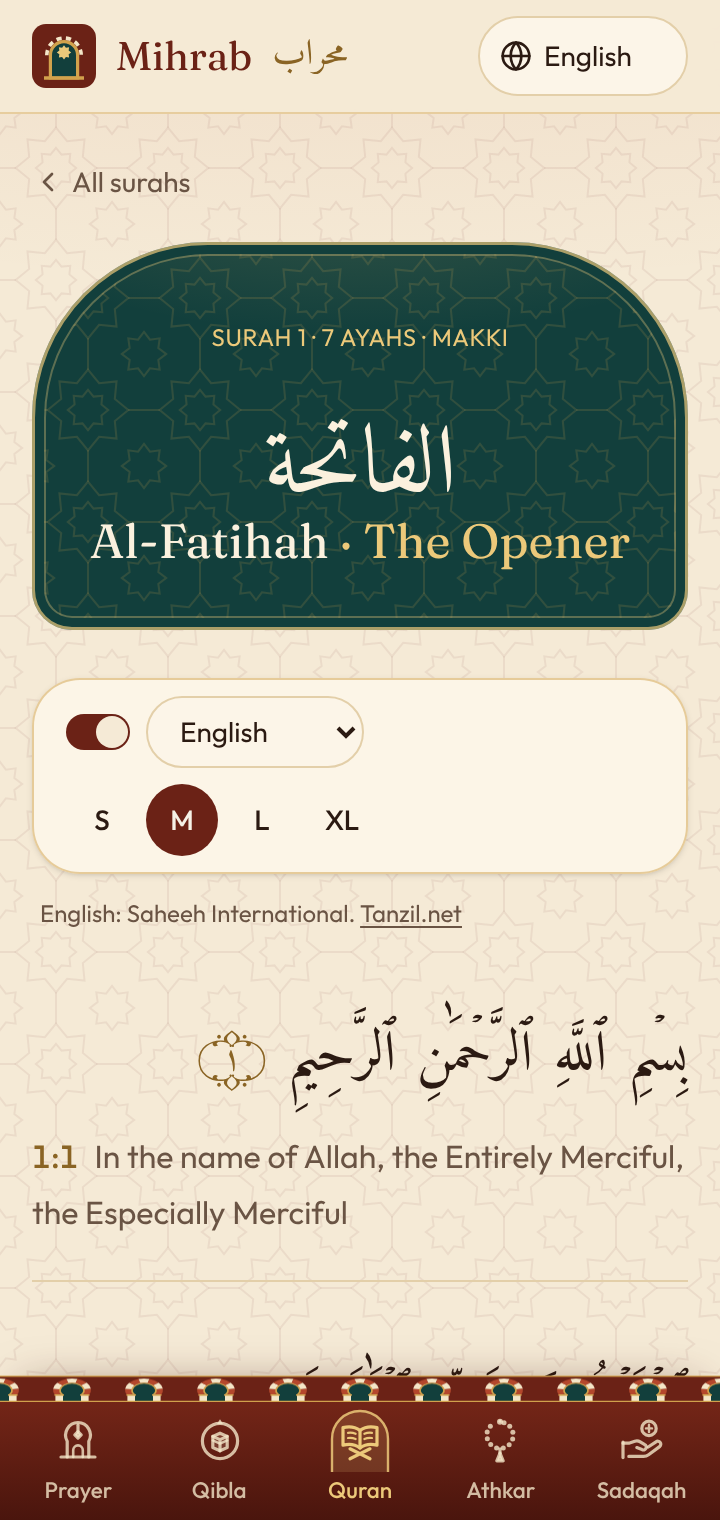 Mihrab محراب
English
All surahs
SURAH 1 · 7 AYAHS · MAKKI
الفاتحة
Al-Fatihah · The Opener
English
S M L XL
English: Saheeh International. Tanzil.net
بِسۡمِ ٱللَّهِ ٱلرَّحۡمَٰنِ ٱلرَّحِيمِ ١
1:1 In the name of Allah, the Entirely Merciful,
the Especially Merciful
Prayer Qibla Quran Athkar Sadaqah